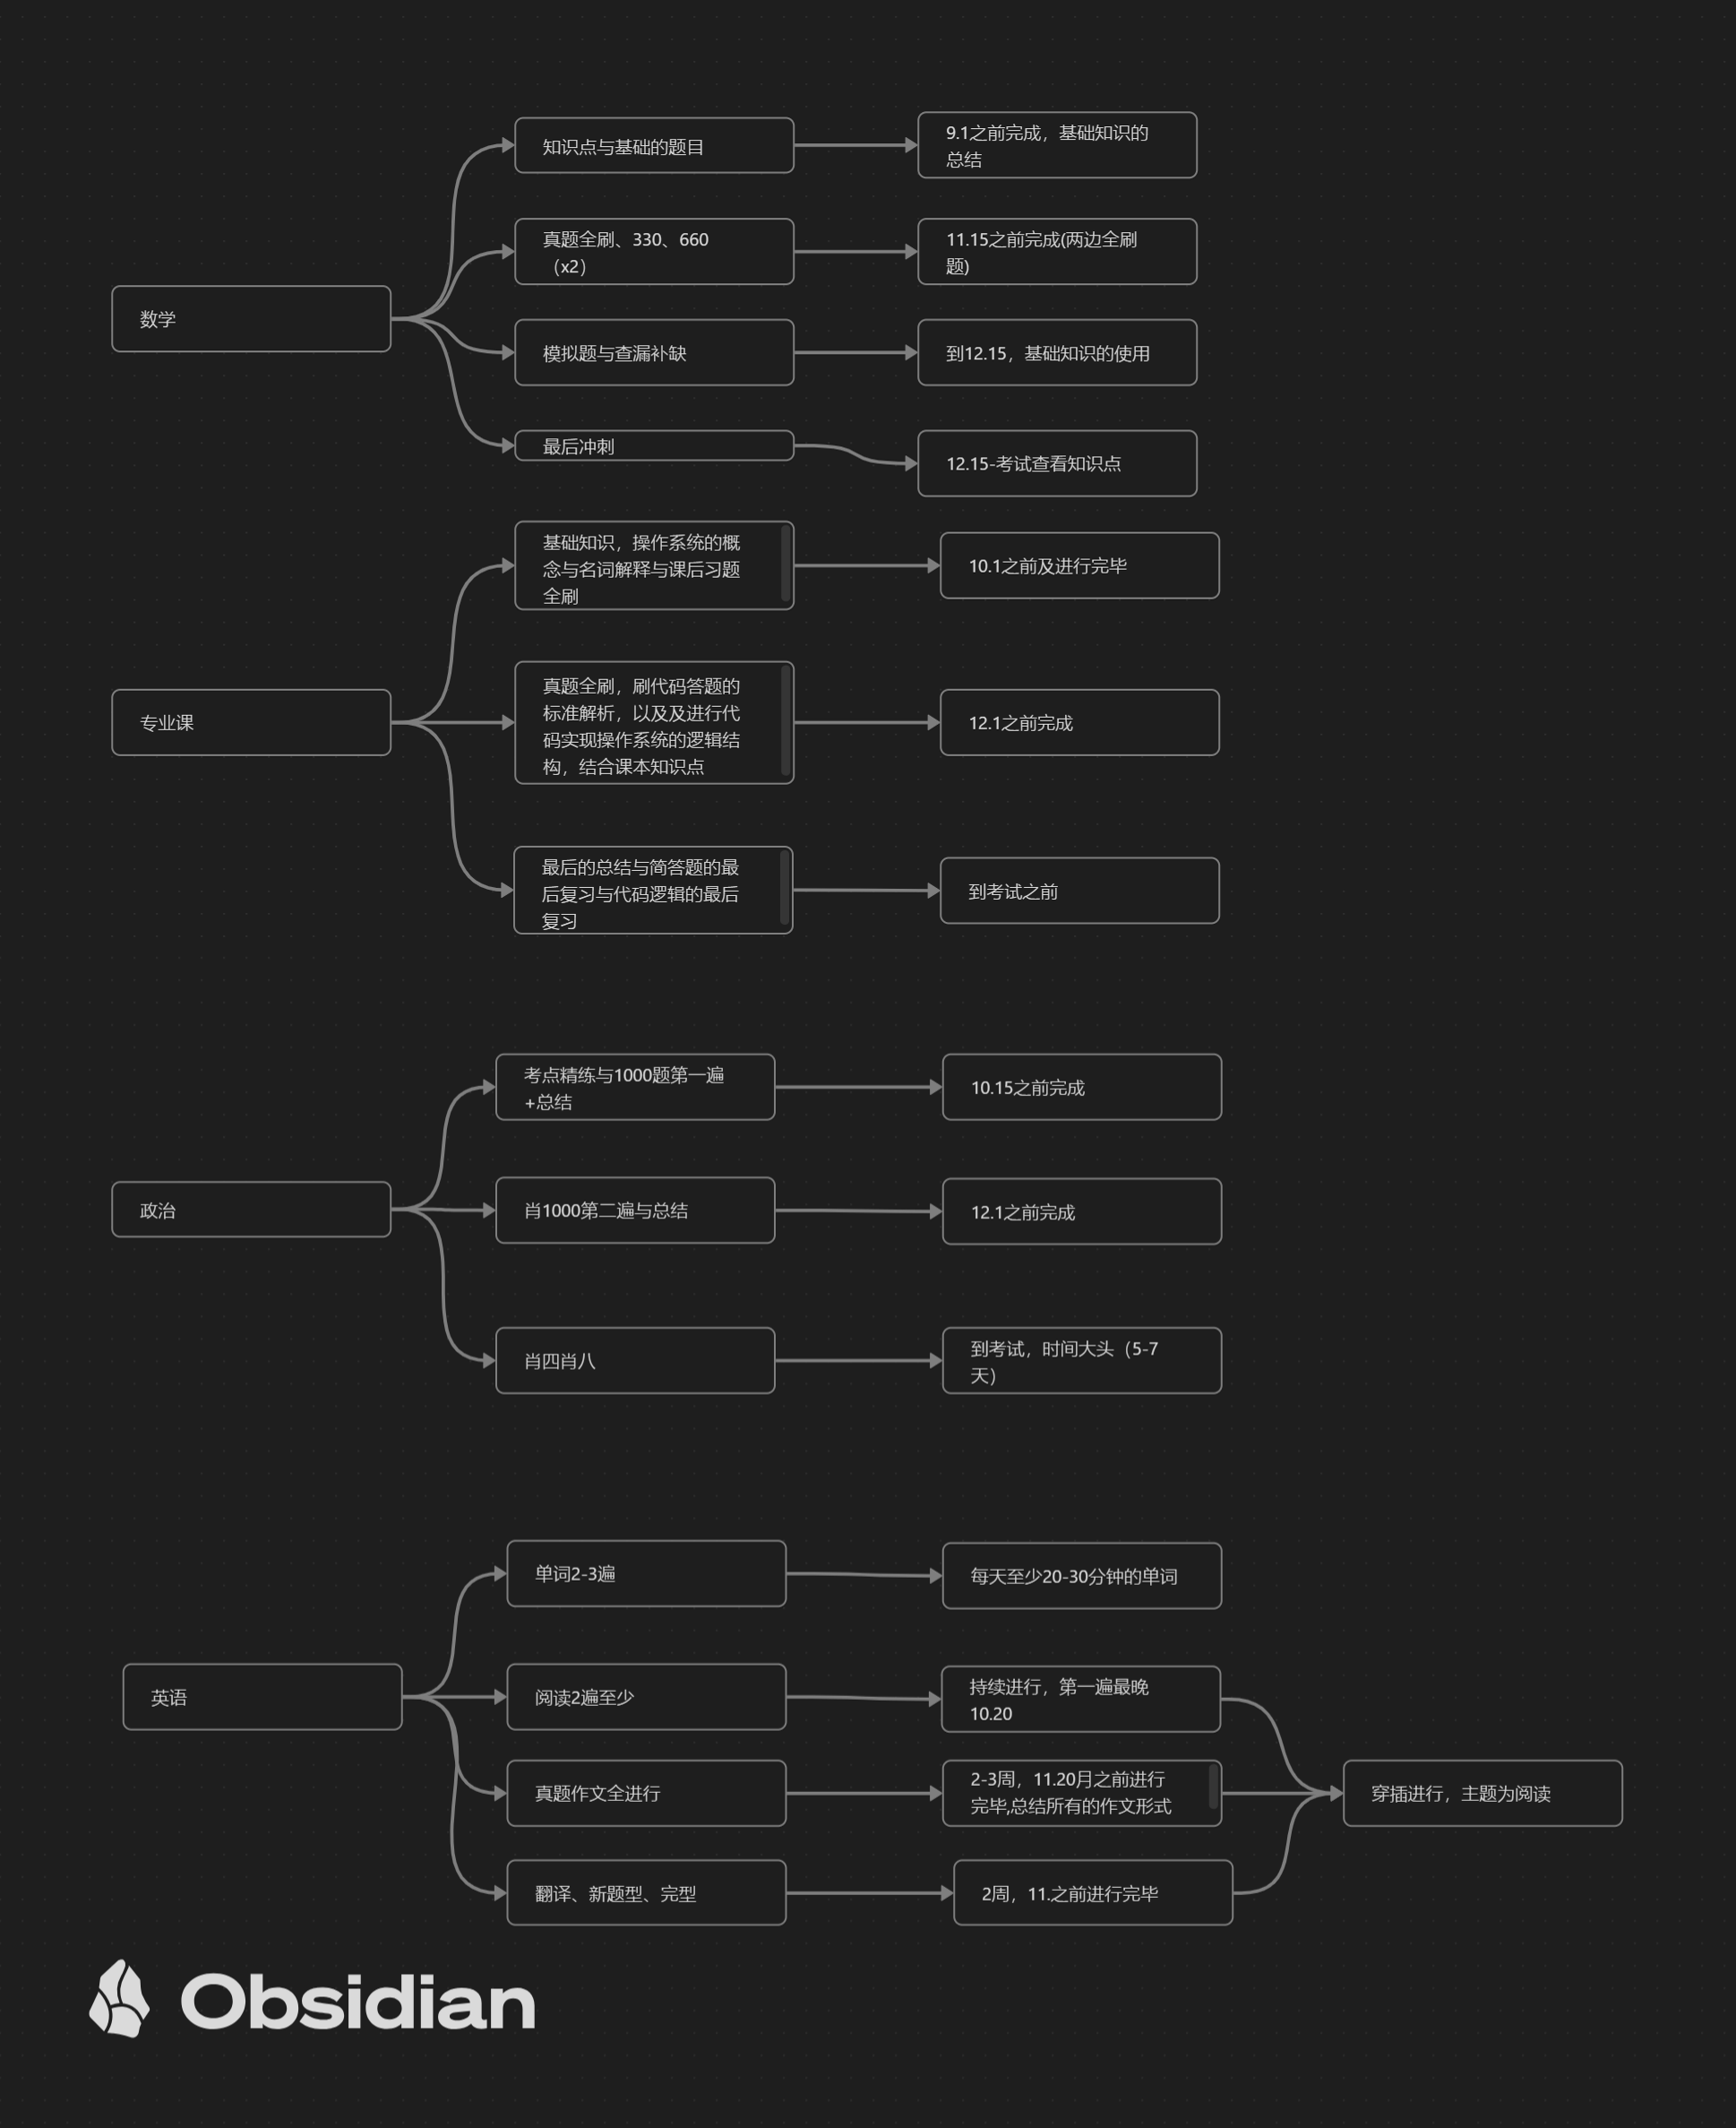 数学
知识点与基础的题目
9.1之前完成，基础知识的
总结
真题全刷、330、660
（x2）
11.15之前完成(两边全刷
题)
模拟题与查漏补缺
到12.15，基础知识的使用
最后冲刺
12.15-考试查看知识点
专业课
基础知识，操作系统的概
念与名词解释与课后习题
全刷
10.1之前及进行完毕
真题全刷，刷代码答题的
标准解析，以及及进行代
码实现操作系统的逻辑结
构，结合课本知识点
12.1之前完成
最后的总结与简答题的最
后复习与代码逻辑的最后
复习
到考试之前
政治
考点精练与1000题第一遍
+总结
10.15之前完成
肖1000第二遍与总结
12.1之前完成
肖四肖八
到考试，时间大头（5-7
天）
英语
单词2-3遍
每天至少20-30分钟的单词
阅读2遍至少
持续进行，第一遍最晚
10.20
真题作文全进行
2-3周，11.20月之前进行
完毕,总结所有的作文形式
翻译、新题型、完型
2周，11.之前进行完毕
穿插进行，主题为阅读
Obsidian